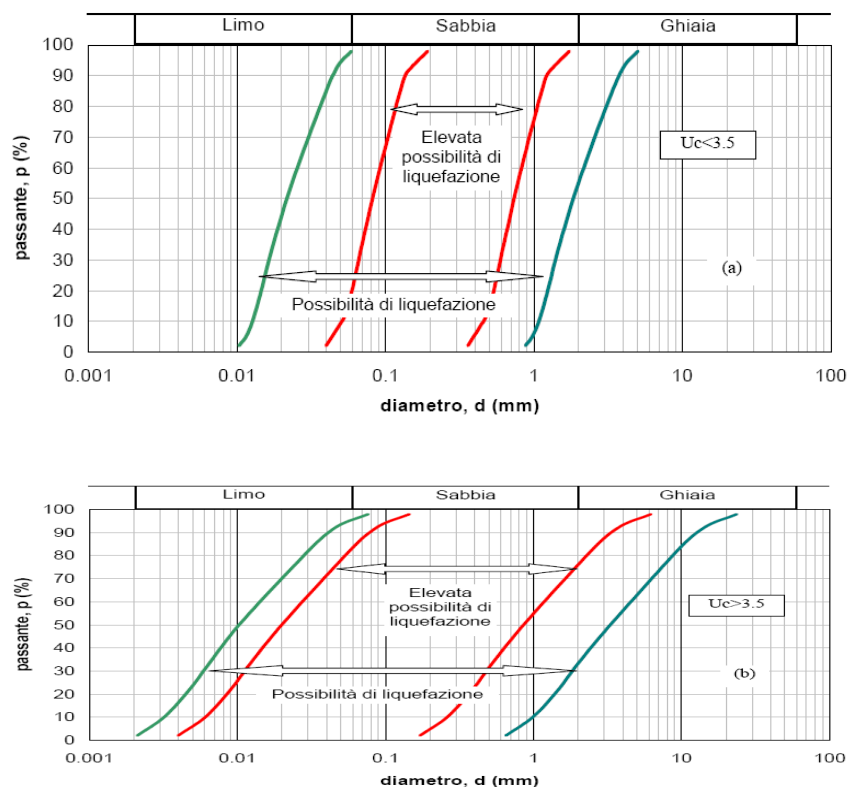 Limo Sabbia Ghiaia
100
90
80
70
60
50
40
30
20
10
0
passante, p (%)
Elevata
possibilità di
liquefazione
Uc<3.5
(a)
Possibilità di liquefazione
0.001 0.01 0.1 1 10 100
diametro, d (mm)
Limo Sabbia Ghiaia
100
90
80
70
60
50
40
30
20
10
0
passante, p (%)
Elevata
possibilità di
liquefazione
Uc>3.5
(b)
Possibilità di liquefazione
0.001 0.01 0.1 1 10 100
diametro, d (mm)